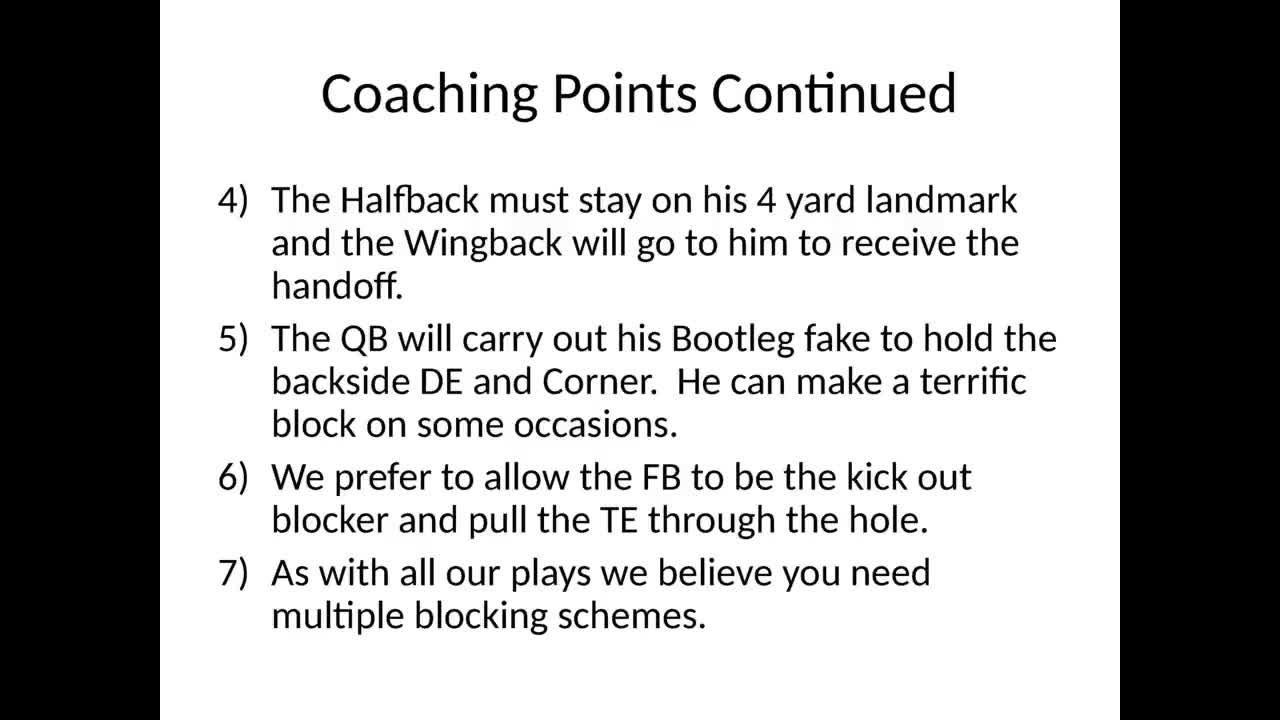 Coaching Points Continued
4) The Halfback must stay on his 4 yard landmark
and the Wingback will go to him to receive the
handoff.
5) The QB will carry out his Bootleg fake to hold the
backside DE and Corner.  He can make a terrific
block on some occasions.
6) We prefer to allow the FB to be the kick out
blocker and pull the TE through the hole.
7) As with all our plays we believe you need
multiple blocking schemes.